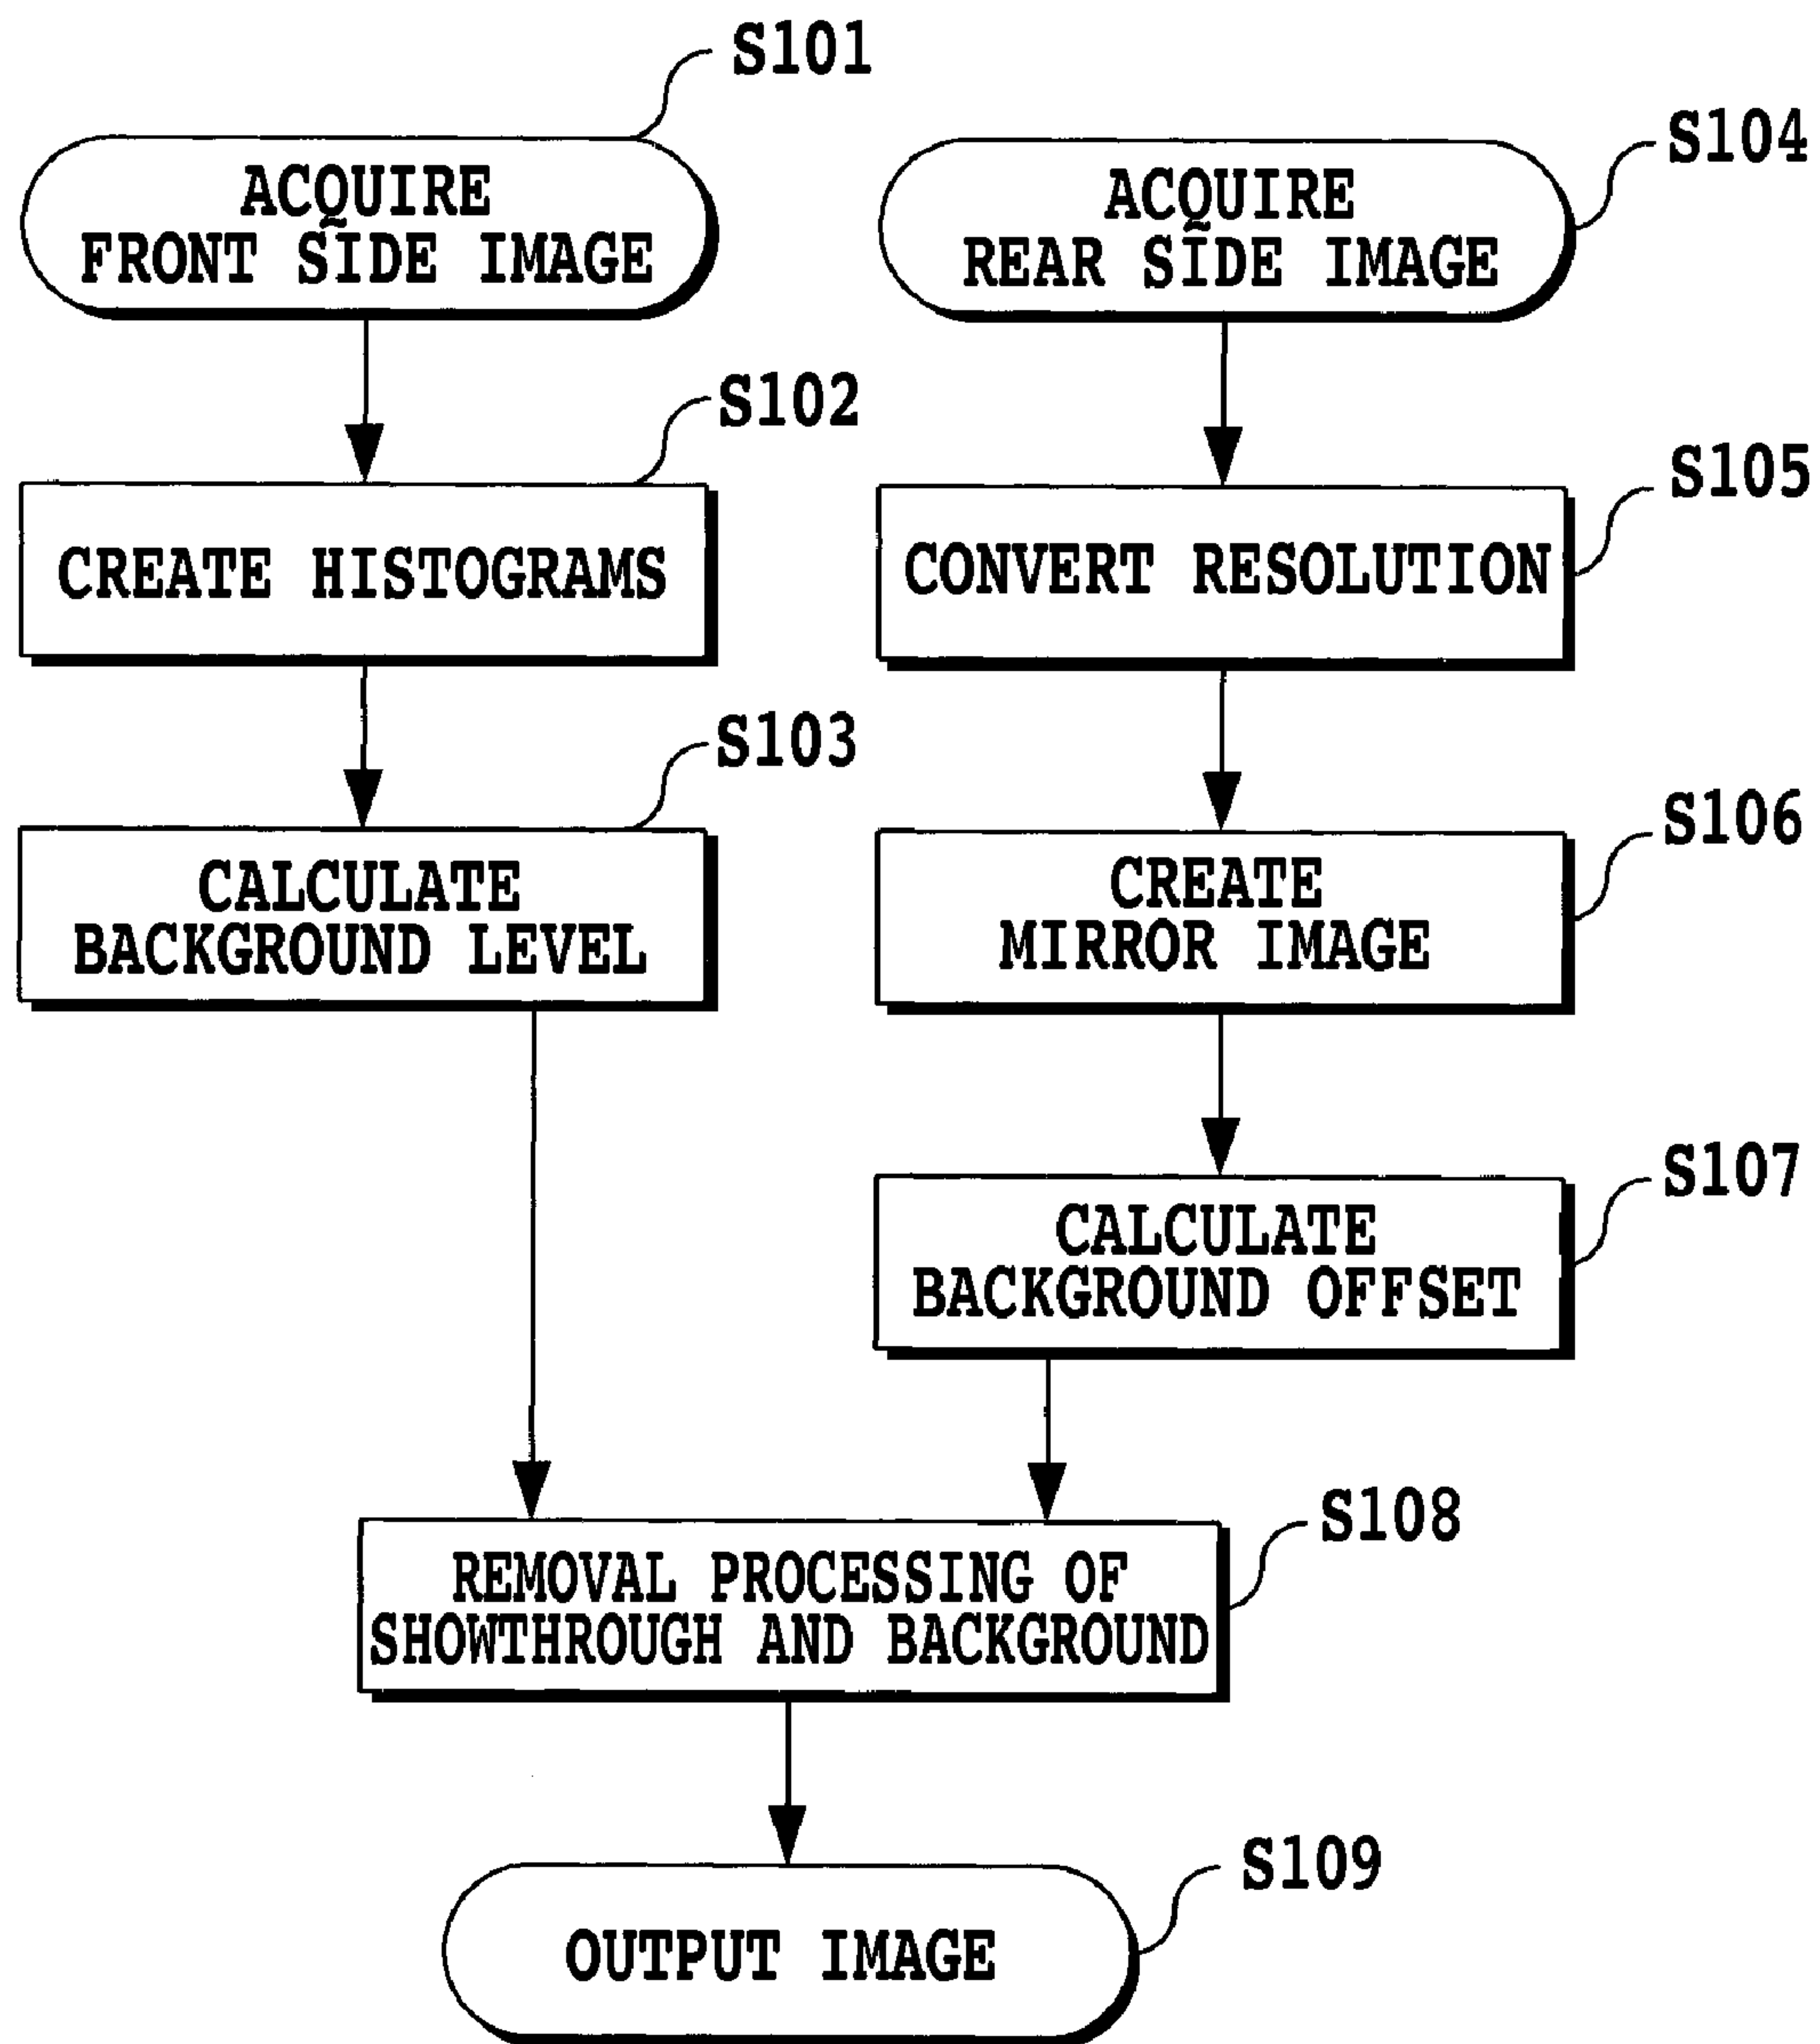 S101
ACQUIRE
FRONT SIDE IMAGE
S102
CREATE HISTOGRAMS
S103
CALCULATE
BACKGROUND LEVEL
S104
ACQUIRE
REAR SIDE IMAGE
S105
CONVERT RESOLUTION
S106
CREATE
MIRROR IMAGE
S107
CALCULATE
BACKGROUND OFFSET
S108
REMOVAL PROCESSING OF
SHOWTHROUGH AND BACKGROUND
S109
OUTPUT IMAGE